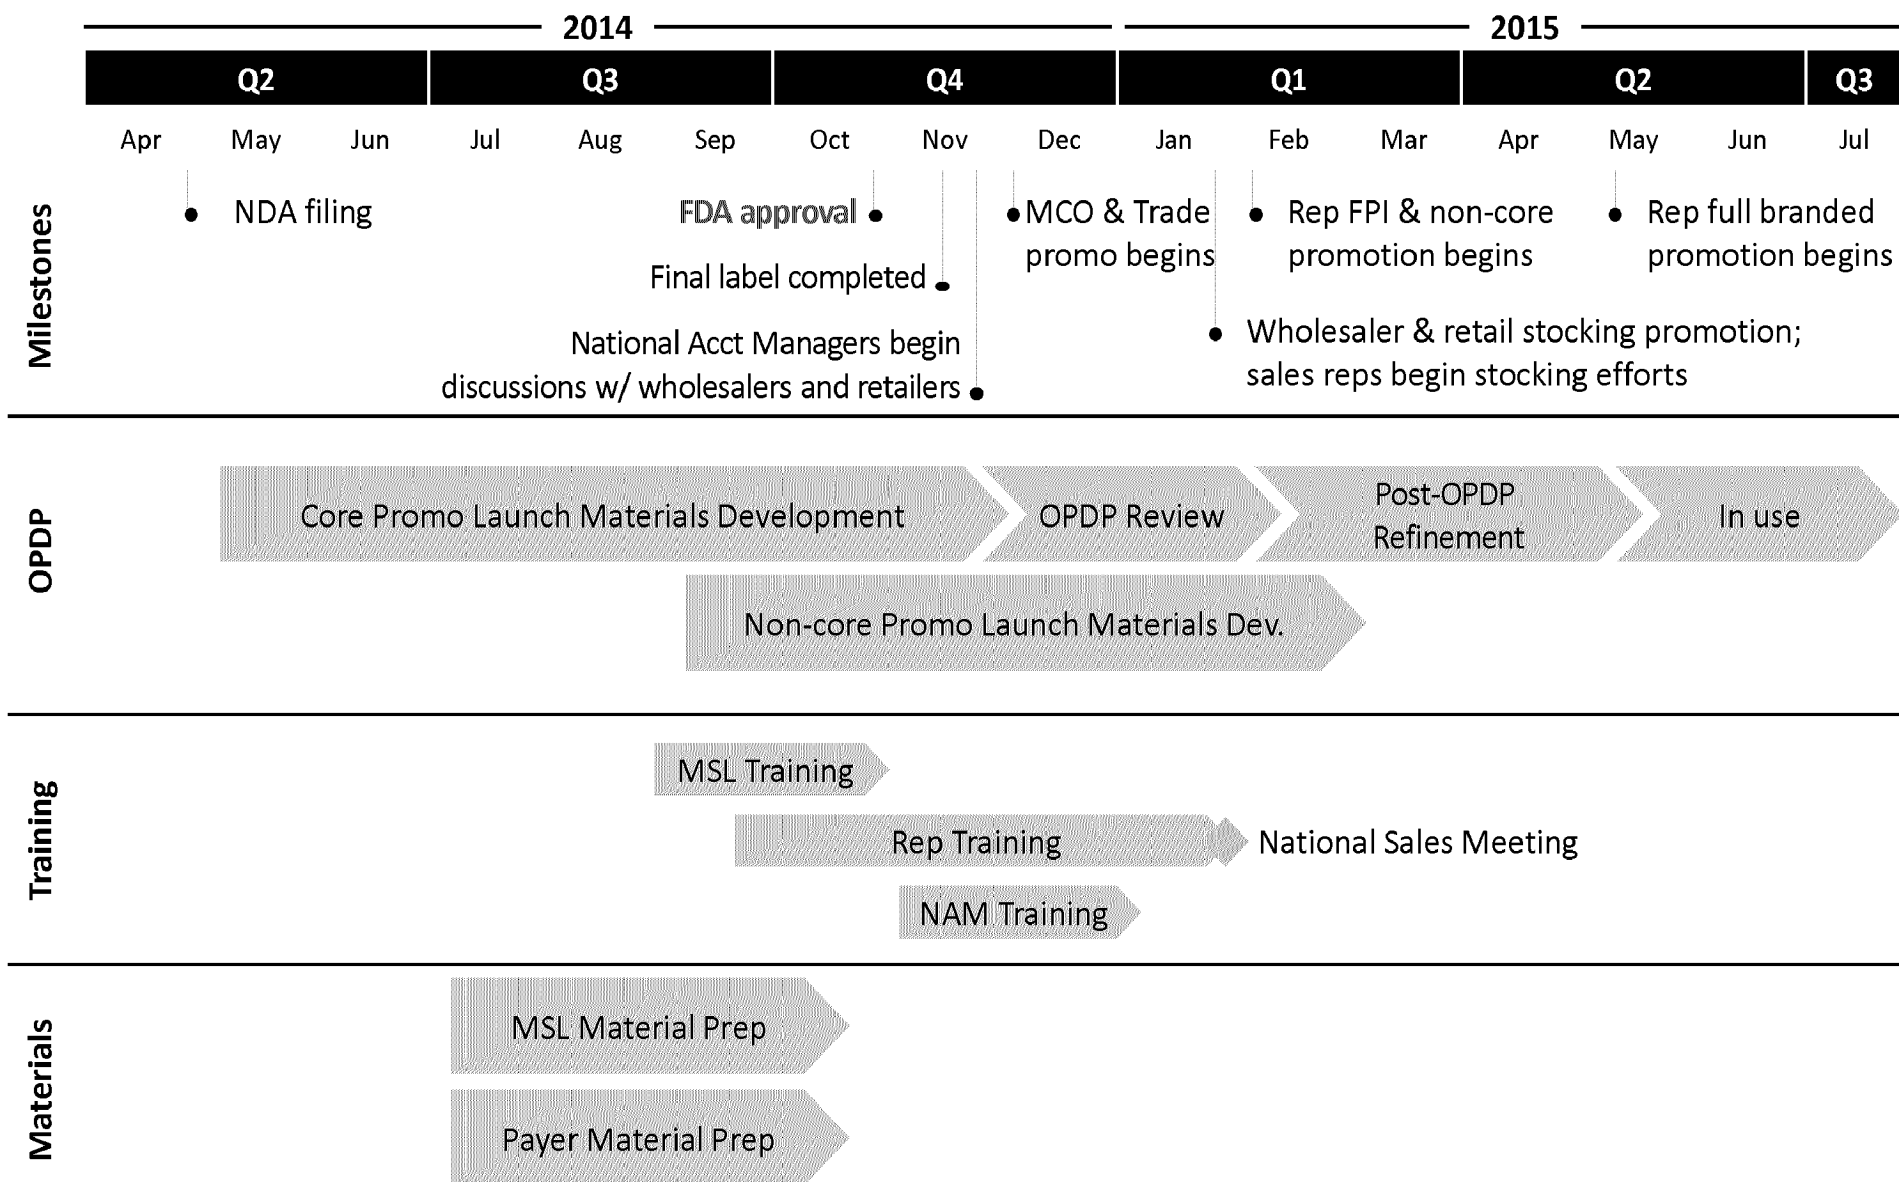 2014 2015
Q2 Q3 Q4 Q1 Q2 Q3
Apr May Jun Jul Aug Sep Oct Nov Dec Jan Feb Mar Apr May Jun Jul
Milestones
NDA filing
FDA approval
Final label completed
National Acct Managers begin
discussions w/ wholesalers and retailers
MCO & Trade
promo begins
Rep FPI & non-core
promotion begins
Wholesaler & retail stocking promotion;
sales reps begin stocking efforts
Rep full branded
promotion begins
OPDP
Core Promo Launch Materials Development
OPDP Review
Post-OPDP
Refinement
In use
Non-core Promo Launch Materials Dev.
Training
MSL Training
Rep Training
National Sales Meeting
NAM Training
Materials
MSL Material Prep
Payer Material Prep